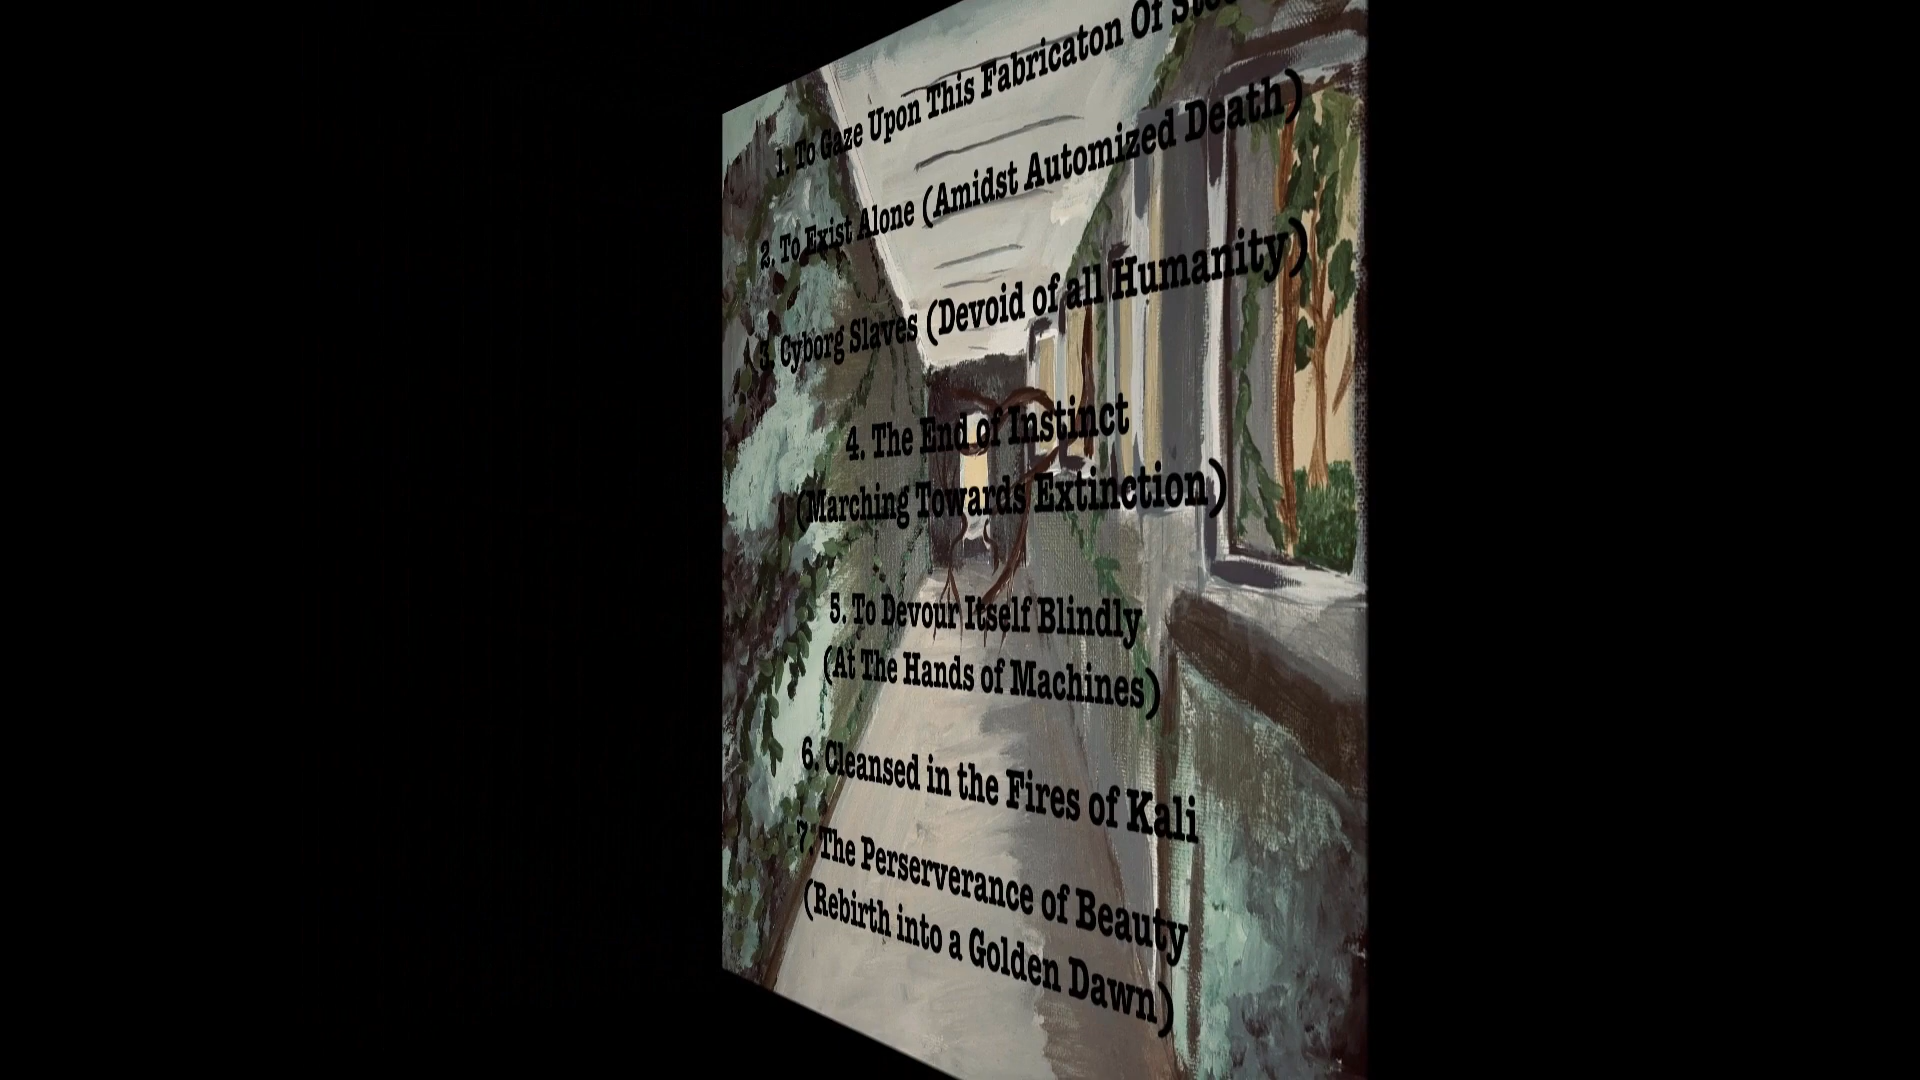 1. To Gaze Upon This Fabricaton Of
2. To Exist Alone (Amidst Automized Death)
3. Cyborg Slaves (Devoid of all Humanity)
4. The End of Instinct
(Marching Towards Extinction)
5. To Devour Itself Blindly
(At The Hands of Machines)
6. Cleansed in the Fires of Kali
7. The Perserverance of Beauty
(Rebirth into a Golden Dawn)